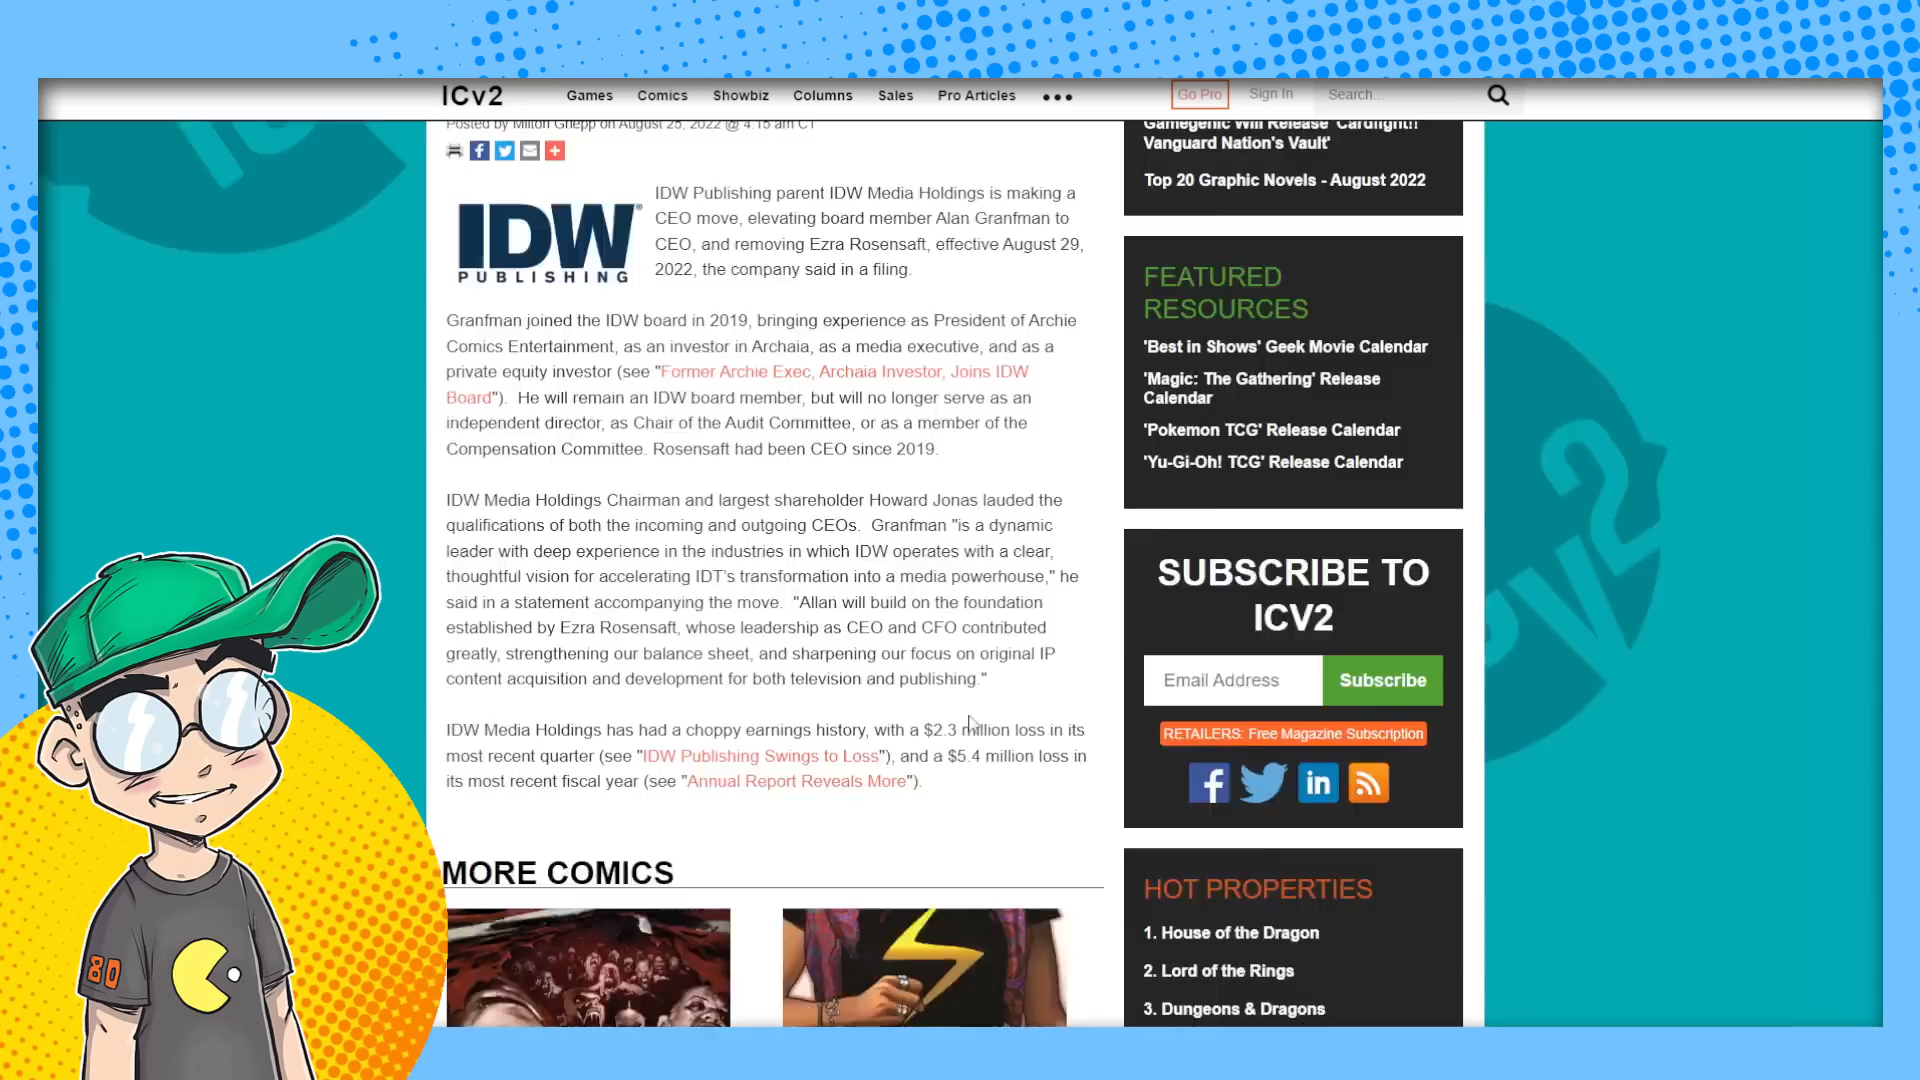 ICv2
Games Comics Showbiz Columns Sales Pro Articles •••
Go Pro Sign In Search...
Posted by Milton Griepp on August 25, 2022 @ 4:15 am CT
IDW
PUBLISHING
IDW Publishing parent IDW Media Holdings is making a
CEO move, elevating board member Alan Granfman to
CEO, and removing Ezra Rosensaft, effective August 29,
2022, the company said in a filing.
Granfman joined the IDW board in 2019, bringing experience as President of Archie
Comics Entertainment, as an investor in Archaia, as a media executive, and as a
private equity investor (see "Former Archie Exec, Archaia Investor, Joins IDW
Board").  He will remain an IDW board member, but will no longer serve as an
independent director, as Chair of the Audit Committee, or as a member of the
Compensation Committee. Rosensaft had been CEO since 2019.
IDW Media Holdings Chairman and largest shareholder Howard Jonas lauded the
qualifications of both the incoming and outgoing CEOs.  Granfman "is a dynamic
leader with deep experience in the industries in which IDW operates with a clear,
thoughtful vision for accelerating IDT's transformation into a media powerhouse," he
said in a statement accompanying the move.  "Allan will build on the foundation
established by Ezra Rosensaft, whose leadership as CEO and CFO contributed
greatly, strengthening our balance sheet, and sharpening our focus on original IP
content acquisition and development for both television and publishing."
IDW Media Holdings has had a choppy earnings history, with a $2.3 million loss in its
most recent quarter (see "IDW Publishing Swings to Loss"), and a $5.4 million loss in
its most recent fiscal year (see "Annual Report Reveals More").
MORE COMICS
Gamegenic Will Release 'Cardfight!!
Vanguard Nation's Vault'
Top 20 Graphic Novels - August 2022
FEATURED
RESOURCES
'Best in Shows' Geek Movie Calendar
'Magic: The Gathering' Release
Calendar
'Pokemon TCG' Release Calendar
'Yu-Gi-Oh! TCG' Release Calendar
SUBSCRIBE TO
ICV2
Email Address Subscribe
RETAILERS: Free Magazine Subscription
HOT PROPERTIES
1. House of the Dragon
2. Lord of the Rings
3. Dungeons & Dragons
80